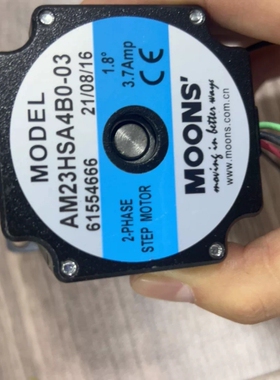 MODEL
AM23HSA4B0-03
61554666 21/08/16
1.8°
3.7Amp
CE
2-PHASE
STEP MOTOR
MOONS'
moving in better ways
www.moons.com.cn